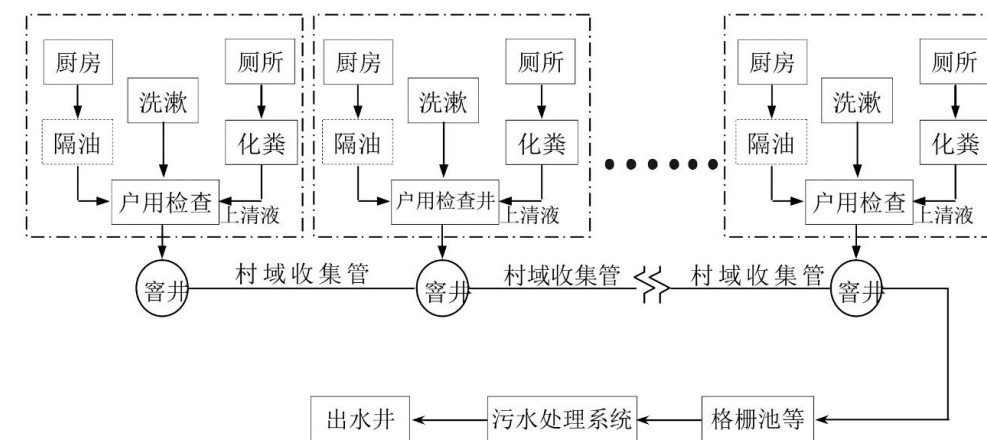 厨房
厕所
洗漱
隔油
化粪
户用检查
上清液
厨房
厕所
洗漱
隔油
化粪
户用检查井
上清液
厨房
厕所
洗漱
隔油
化粪
户用检查
上清液
窨井
村域收集管
窨井
村域收集管
村域收集管
窨井
出水井
污水处理系统
格栅池等